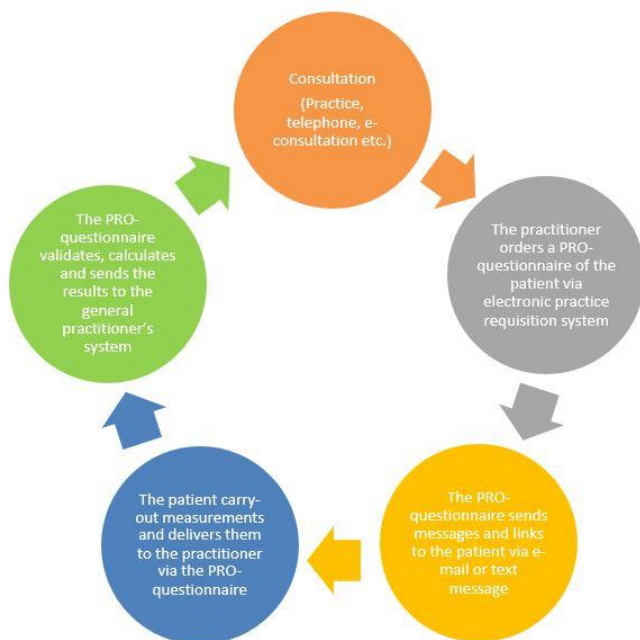 Consultation
(Practice,
telephone, e-
consultation etc.)
The practitioner
orders a PRO-
questionnaire of the
patient via
electronic practice
requisition system
The PRO-
questionnaire sends
messages and links
to the patient via e-
mail or text
message
The patient carry-
out measurements
and delivers them
to the practitioner
via the PRO-
questionnaire
The PRO-
questionnaire
validates, calculates
and sends the
results to the
general
practitioner's
system